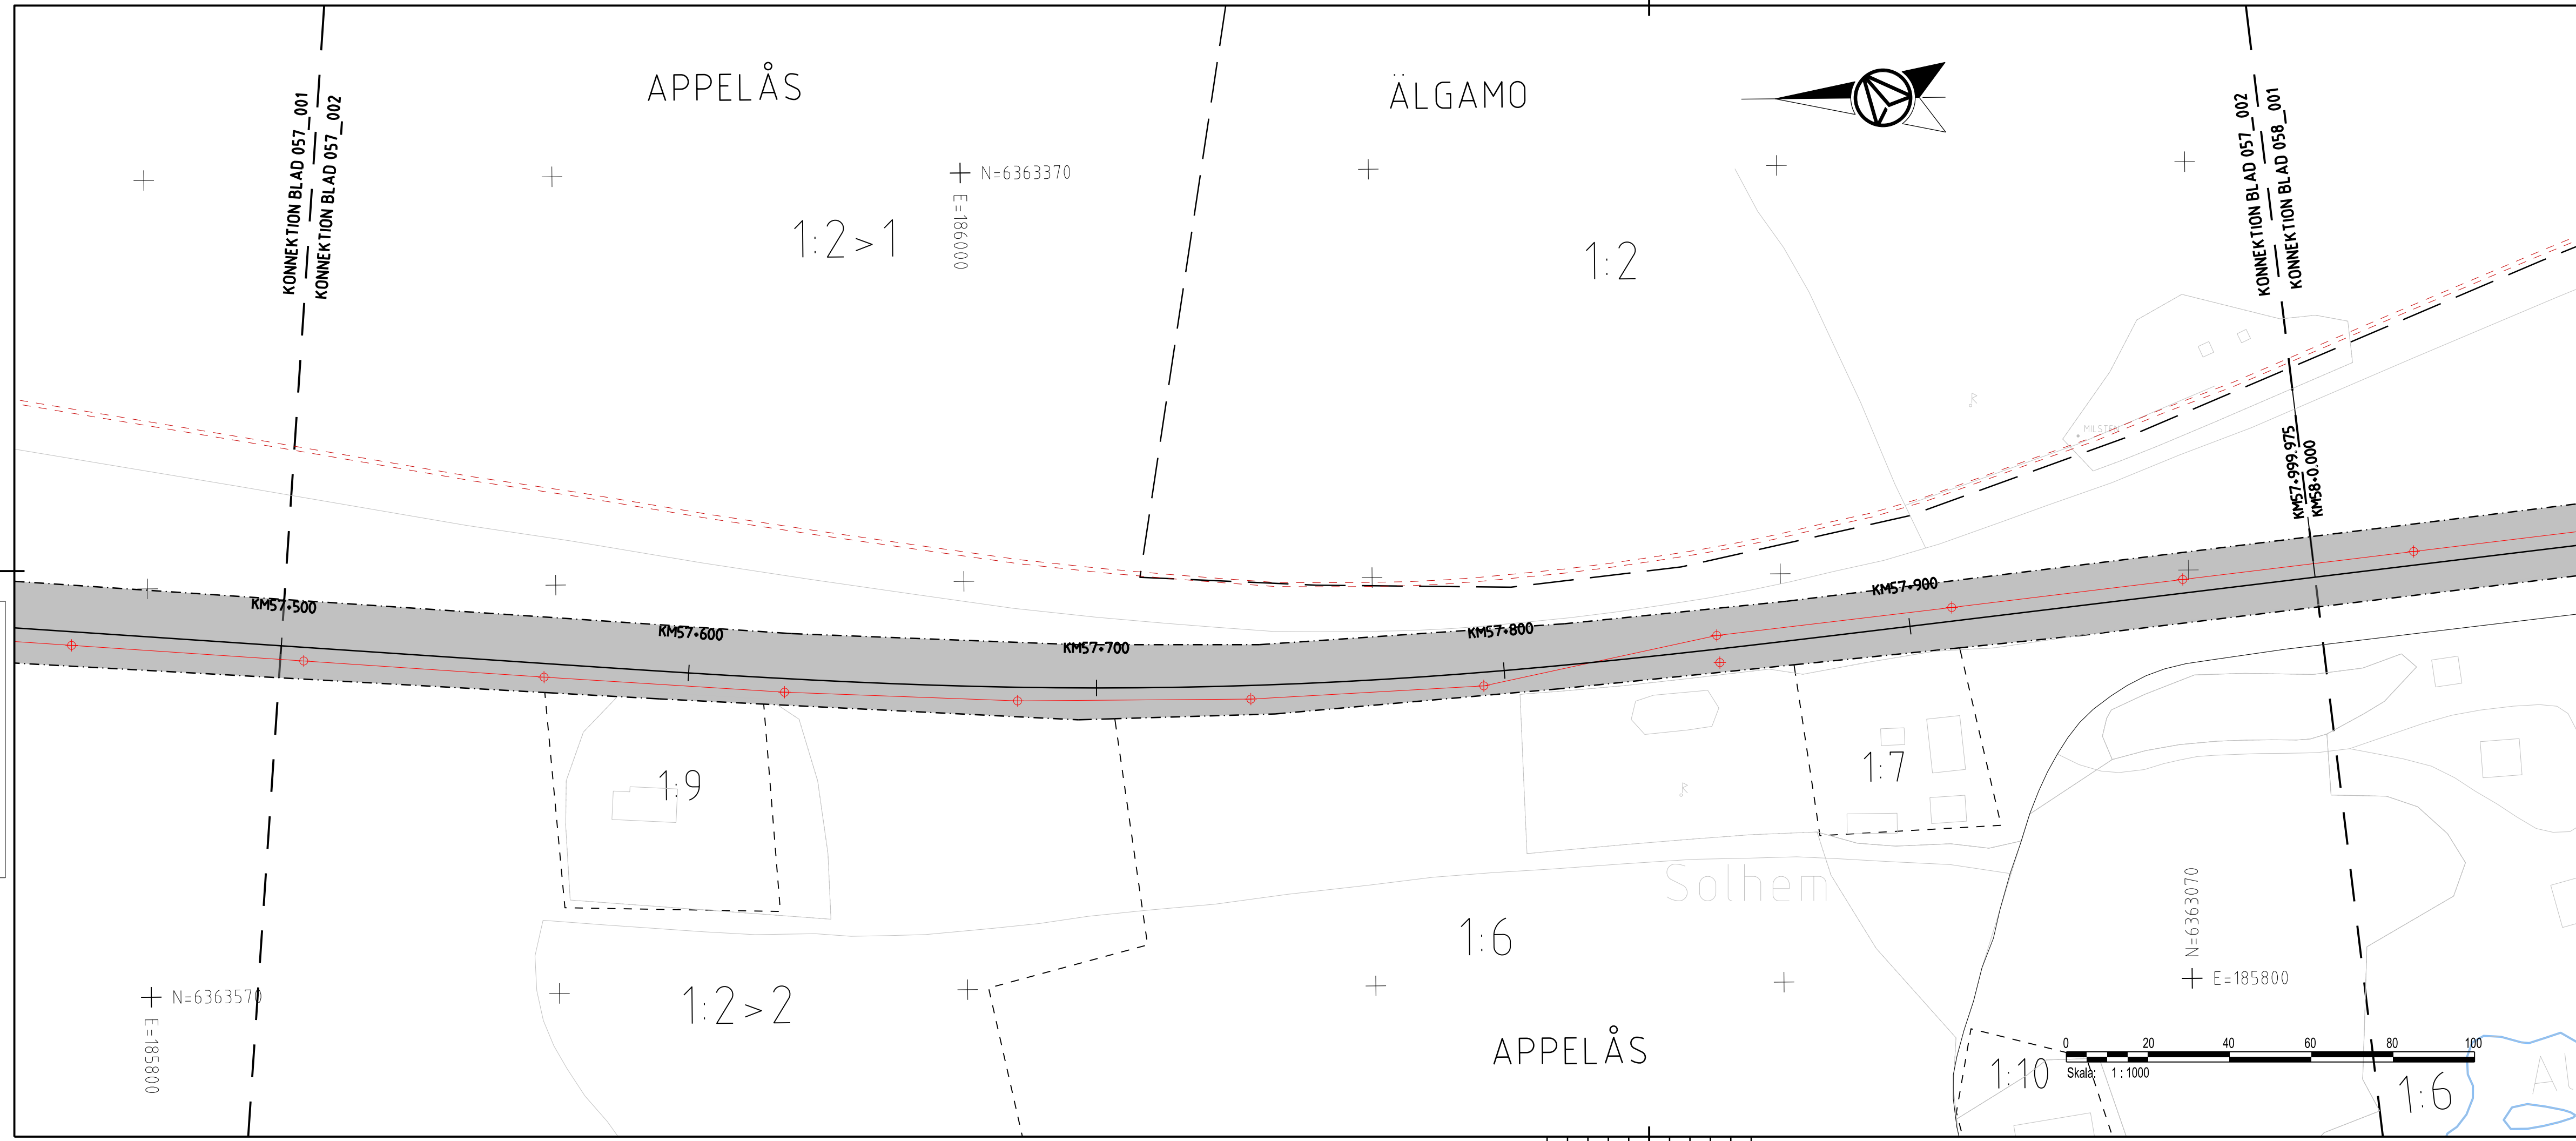 APPELÅS
ÄLGAMO
KONNEKTION BLAD 057_001
KONNEKTION BLAD 057_002
KONNEKTION BLAD 057_002
KONNEKTION BLAD 058_001
N=6363370
E=186000
1:2>1
1:2
MILSTEN
KM57+999.975
KM58+0.000
KM57+500
KM57+600
KM57+700
KM57+800
KM57+900
1:9
1:7
Solhem
1:6
N=6363570
E=185800
1:2>2
APPELÅS
N=6363070
E=185800
1:10
0 20 40 60 80 100
Skala: 1 : 1000
1:6